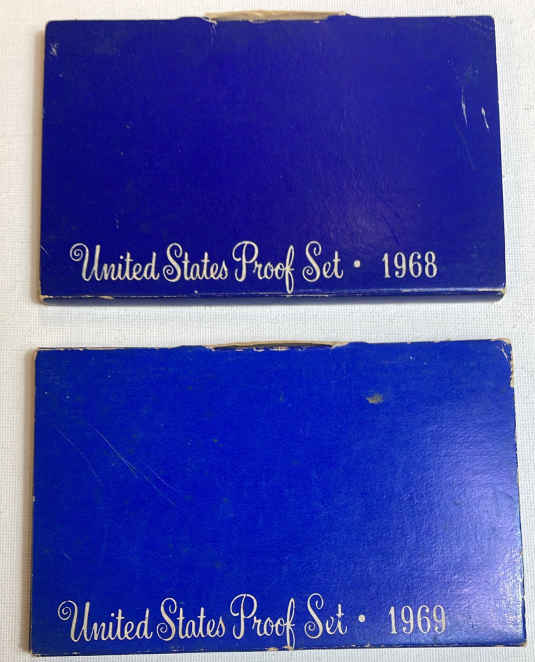 United States Proof Set • 1968
United States Proof Set • 1969